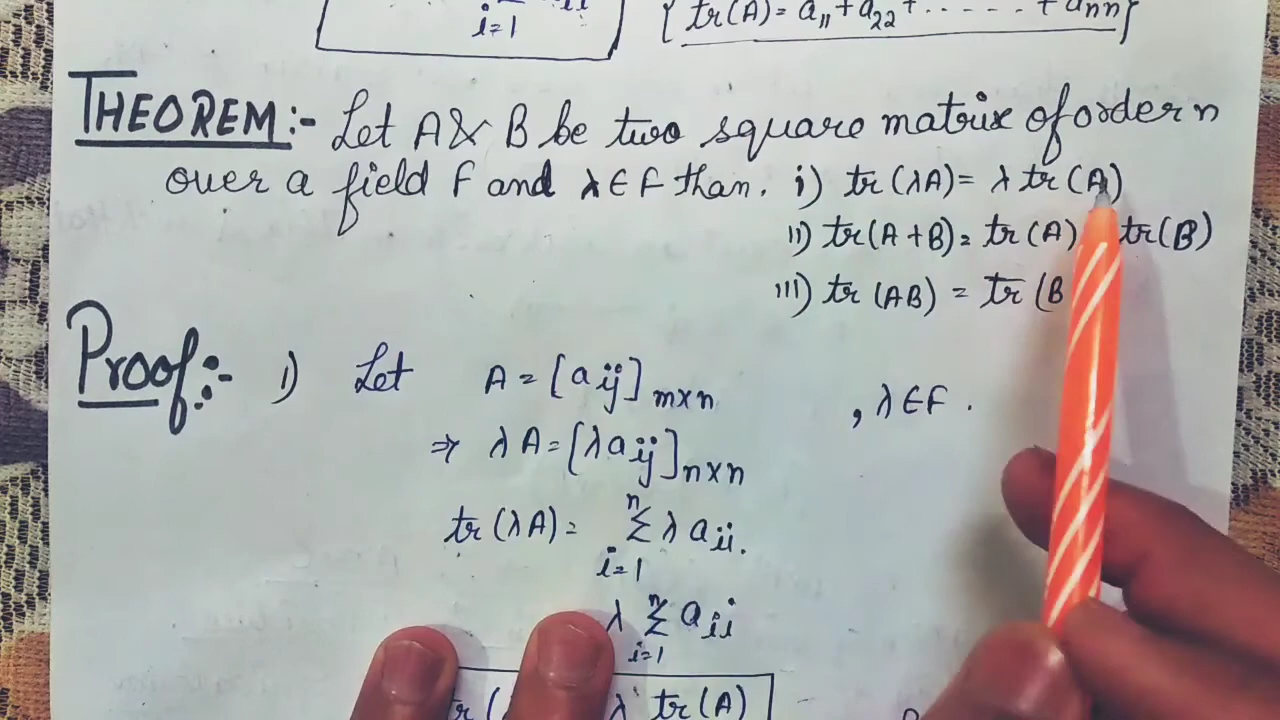 i=1
{tr(A) = a11 + a22 + ...... + ann}
THEOREM:- Let A & B be two square matrix of order n
over a field F and λ ∈ F than. i) tr (λA) = λ tr (A)
ii) tr(A+B) = tr(A) tr(B)
iii) tr (AB) = tr (B
Proof:- i) Let A = [aij]m×n , λ ∈ F.
⇒ λA = [λaij]n×n
tr (λA) = n∑i=1 λ aii.
λ n∑i=1 aii
tr ( λ tr (A)